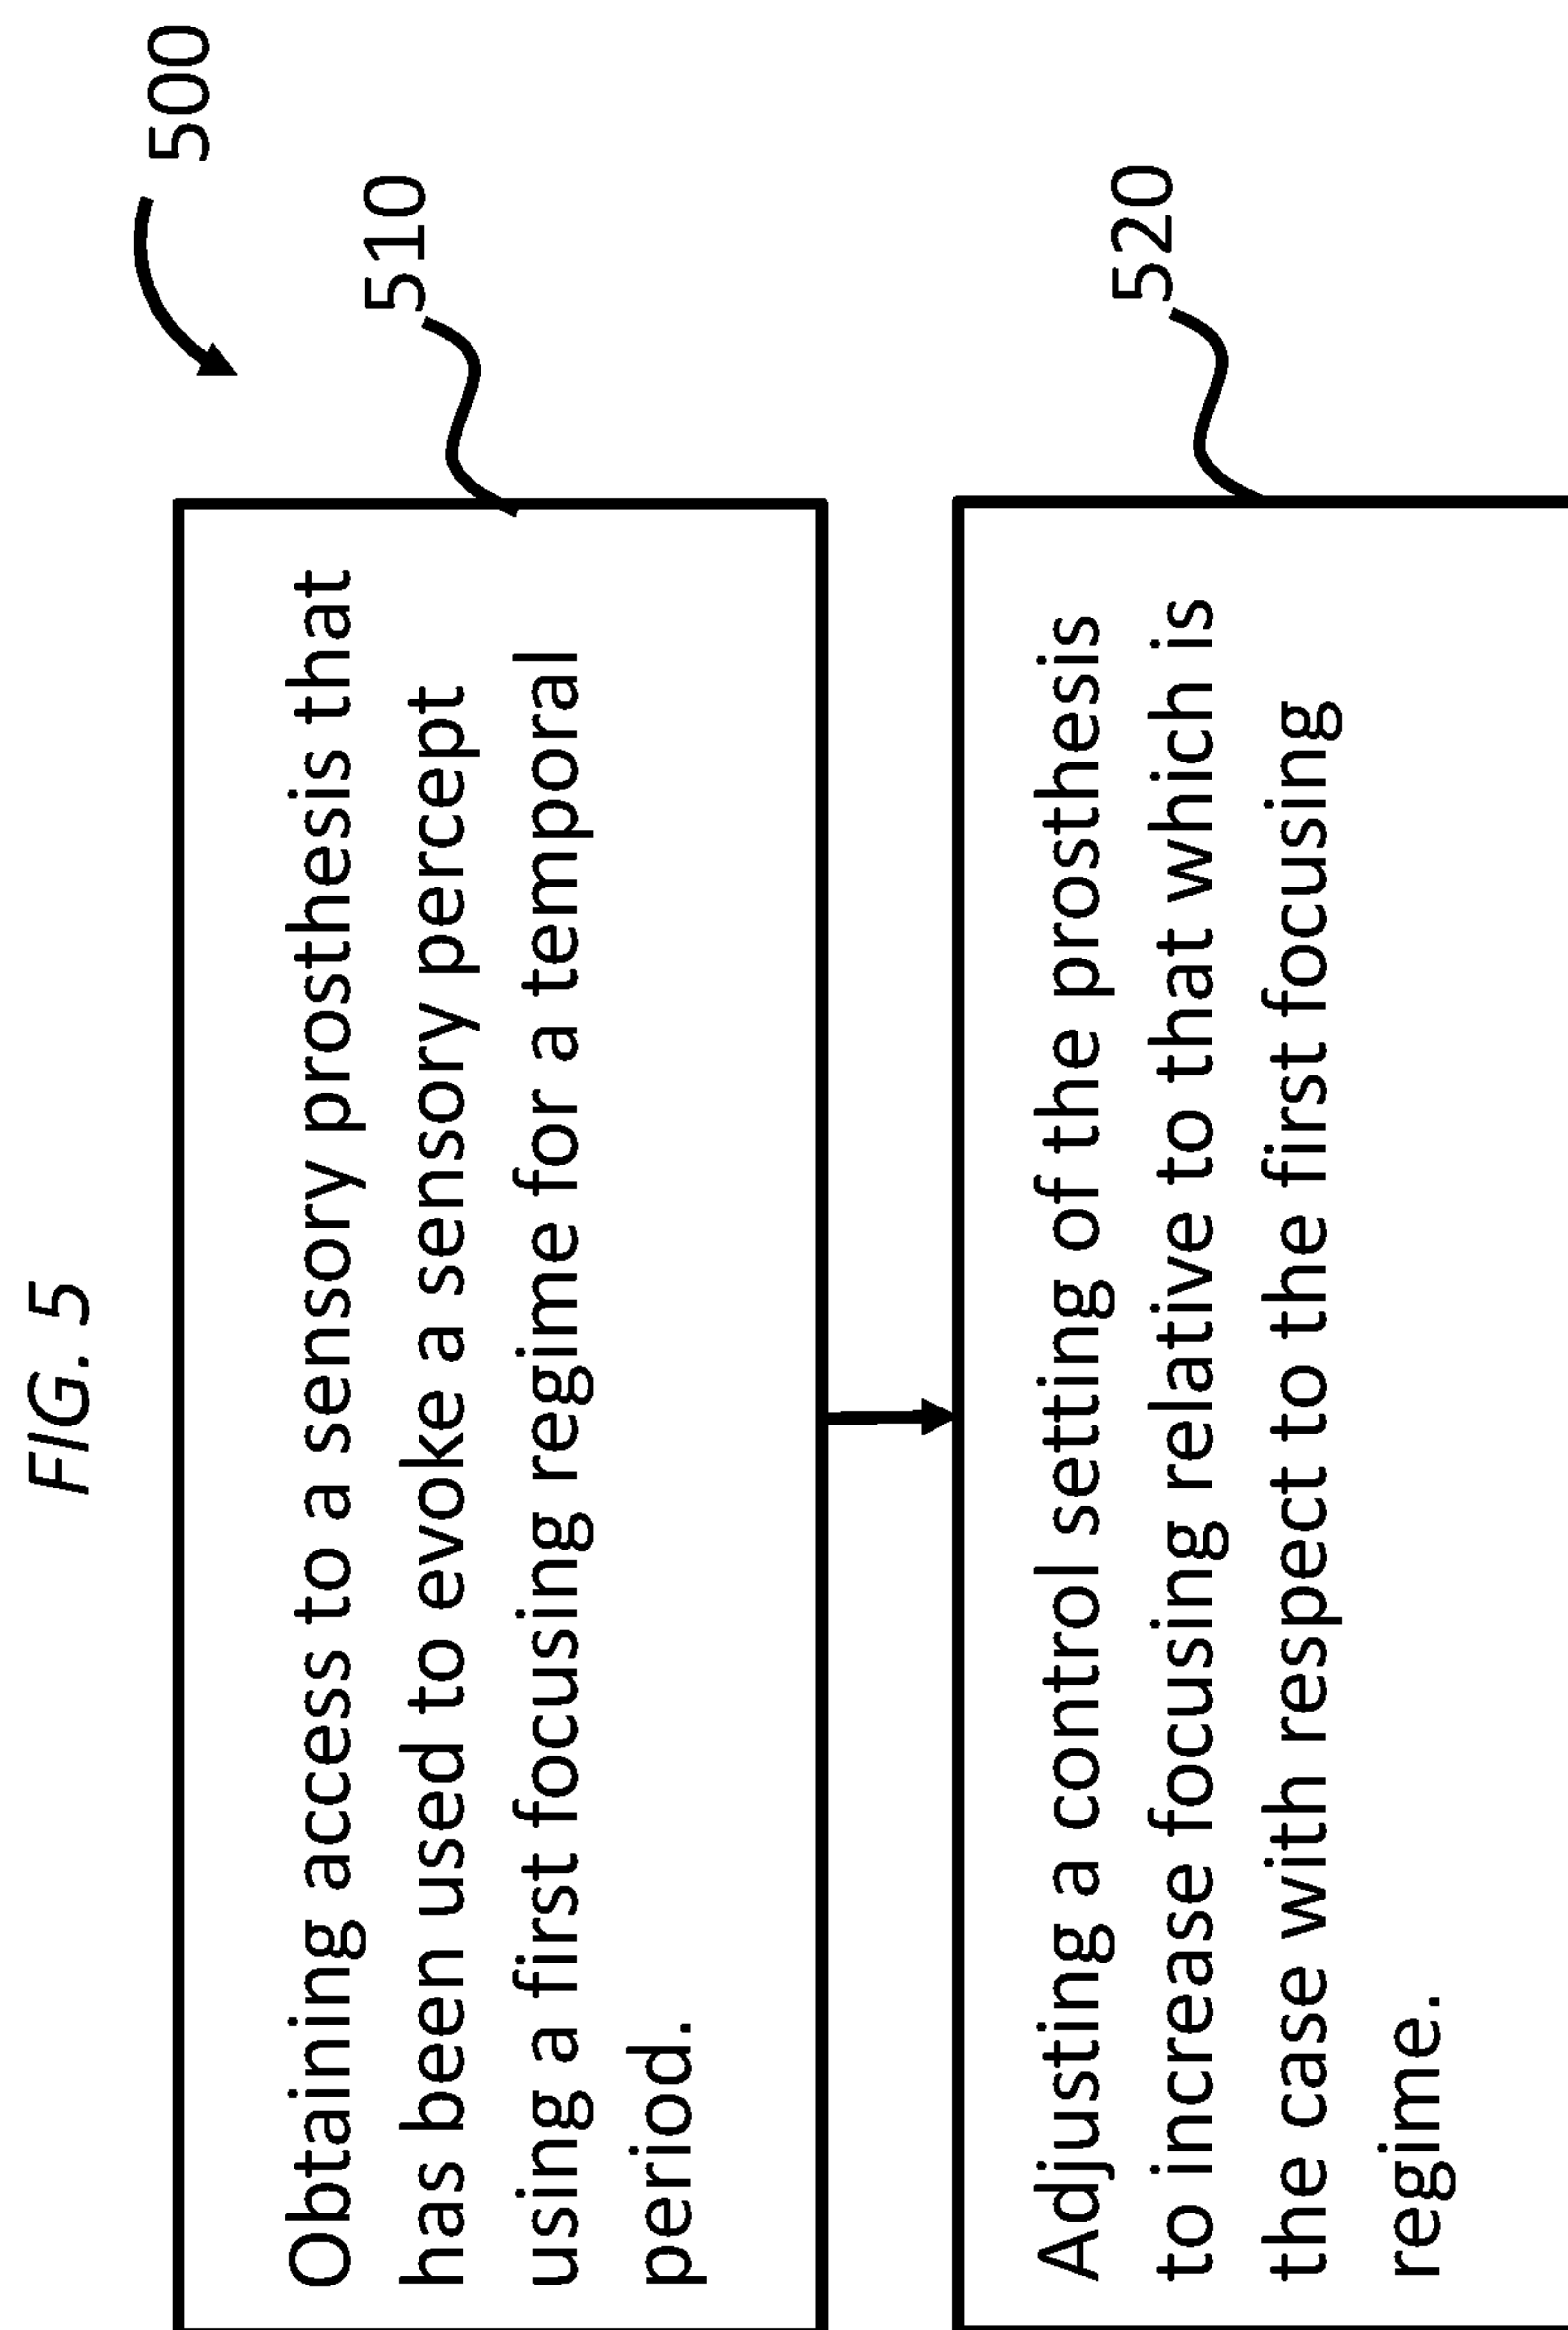 FIG. 5
500
510
Obtaining access to a sensory prosthesis that
has been used to evoke a sensory percept
using a first focusing regime for a temporal
period.
520
Adjusting a control setting of the prosthesis
to increase focusing relative to that which is
the case with respect to the first focusing
regime.